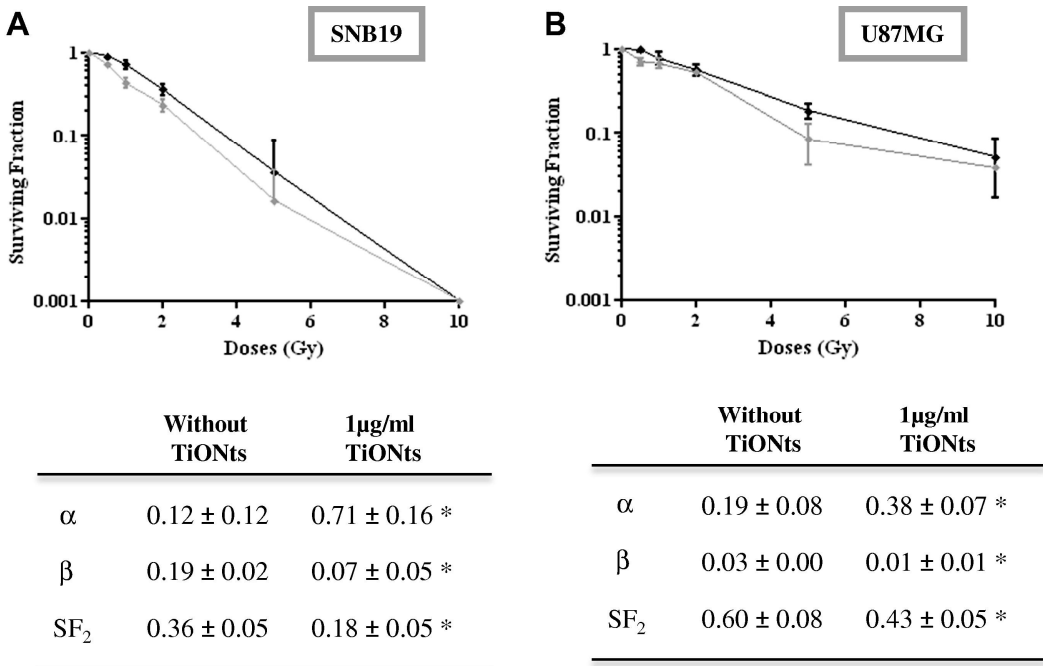 A
SNB19
1
0.1
0.01
0.001
Surviving Fraction
0 2 4 6 8 10
Doses (Gy)
Without TiONts
1µg/ml TiONts
α 0.12 ± 0.12 0.71 ± 0.16 *
β 0.19 ± 0.02 0.07 ± 0.05 *
SF2 0.36 ± 0.05 0.18 ± 0.05 *
B
U87MG
1
0.1
0.01
0.001
Surviving Fraction
0 2 4 6 8 10
Doses (Gy)
Without TiONts
1µg/ml TiONts
α 0.19 ± 0.08 0.38 ± 0.07 *
β 0.03 ± 0.00 0.01 ± 0.01 *
SF2 0.60 ± 0.08 0.43 ± 0.05 *